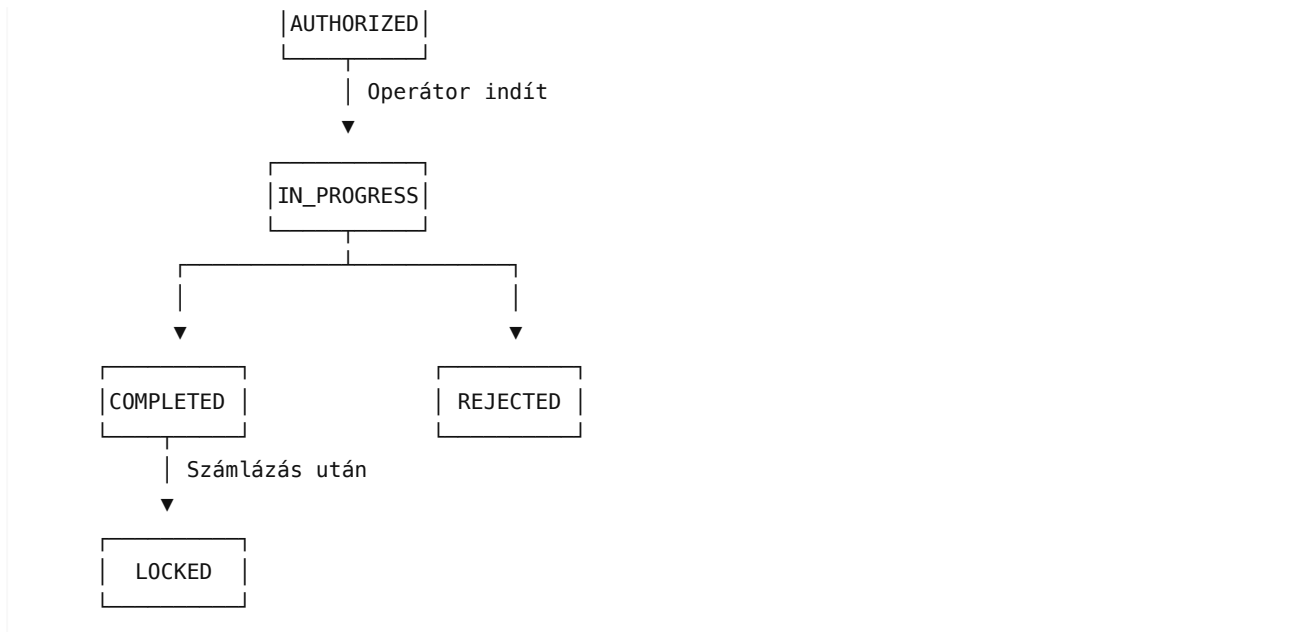 AUTHORIZED
Operátor indít
IN_PROGRESS
COMPLETED
REJECTED
Számlázás után
LOCKED